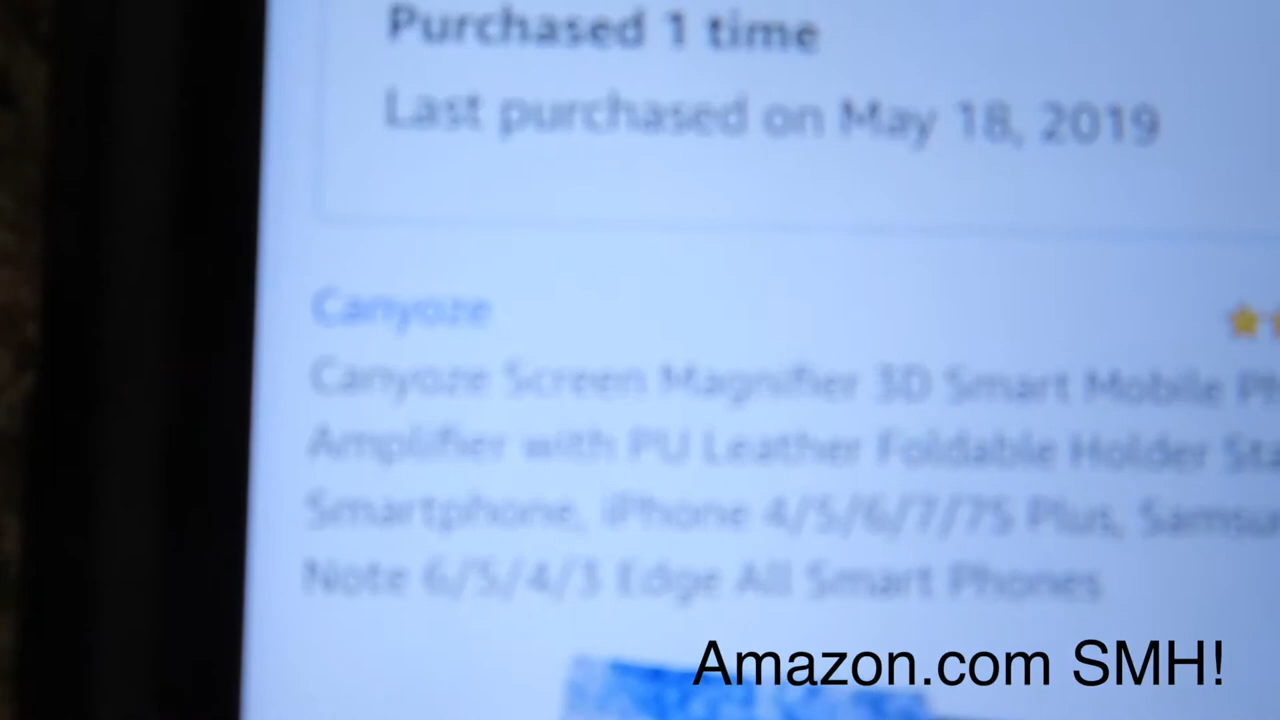 Purchased 1 time
Last purchased on May 18, 2019
Canyoze
Canyoze Screen Magnifier 3D Smart Mobile
Amplifier with PU Leather Foldable Holder
Smartphone, iPhone 4/5/6/7/7S Plus,
Note 6/5/4/3 Edge All Smart Phones
Amazon.com SMH!